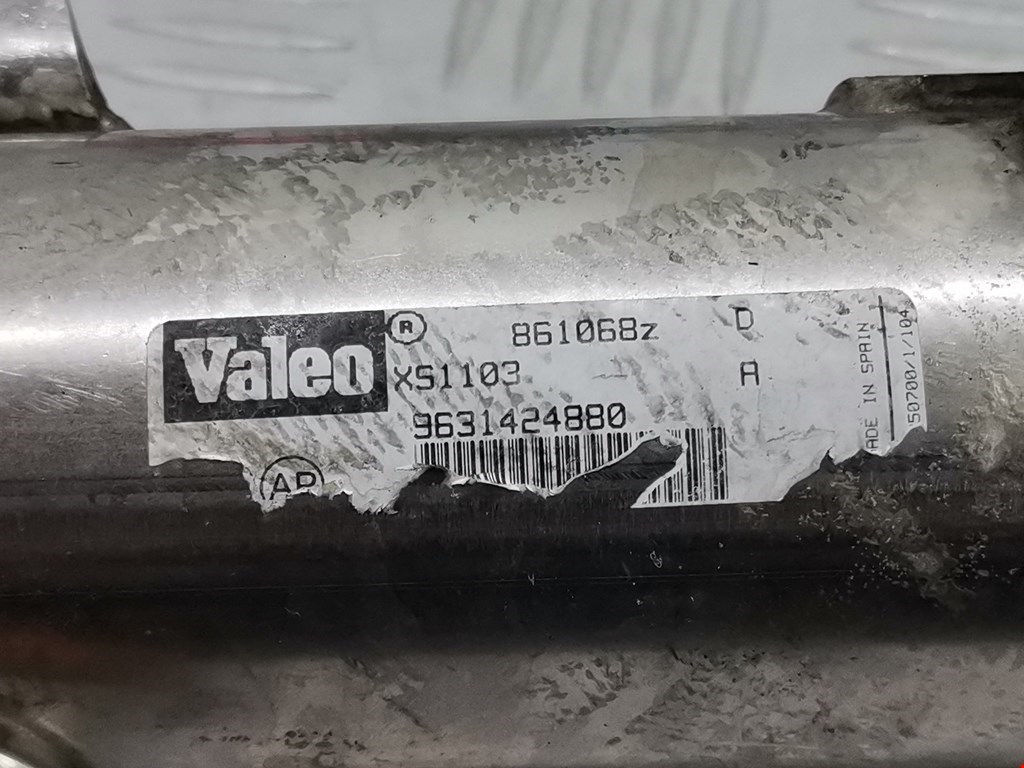 Valeo ® 861068z D
XS1103 A
9631424880
AP
ADE IN SPAIN
50700/1/104